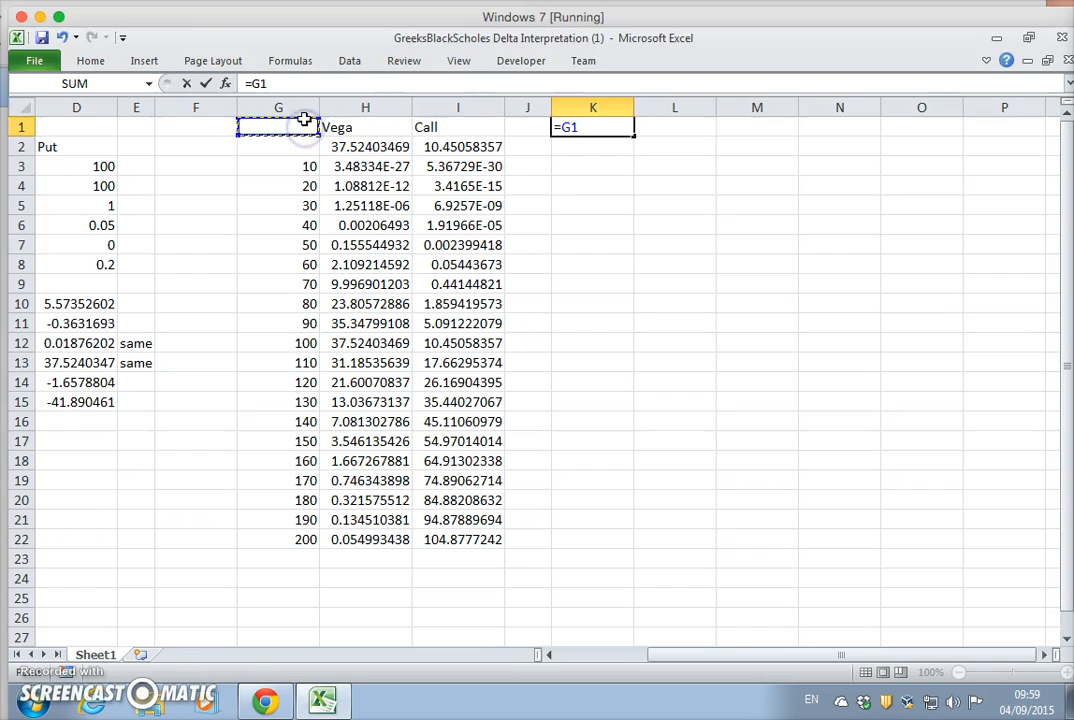 Windows 7 [Running]
GreeksBlackScholes Delta Interpretation (1) - Microsoft Excel
File Home Insert Page Layout Formulas Data Review View Developer Team
SUM fx =G1
D E F G H I J K L M N O P
1 Vega Call =G1
2 Put 37.52403469 10.45058357
3 100 10 3.48334E-27 5.36729E-30
4 100 20 1.08812E-12 3.4165E-15
5 1 30 1.25118E-06 6.9257E-09
6 0.05 40 0.00206493 1.91966E-05
7 0 50 0.155544932 0.002399418
8 0.2 60 2.109214592 0.05443673
9 70 9.996901203 0.44144821
10 5.57352602 80 23.80572886 1.859419573
11 -0.3631693 90 35.34799108 5.091222079
12 0.01876202 same 100 37.52403469 10.45058357
13 37.5240347 same 110 31.18535639 17.66295374
14 -1.6578804 120 21.60070837 26.16904395
15 -41.890461 130 13.03673137 35.44027067
16 140 7.081302786 45.11060979
17 150 3.546135426 54.97014014
18 160 1.667267881 64.91302338
19 170 0.746343898 74.89062714
20 180 0.321575512 84.88208632
21 190 0.134510381 94.87889694
22 200 0.054993438 104.8777242
23
24
25
26
27
Sheet1
Recorded with 100%
SCREENCAST O MATIC EN 09:59
04/09/2015